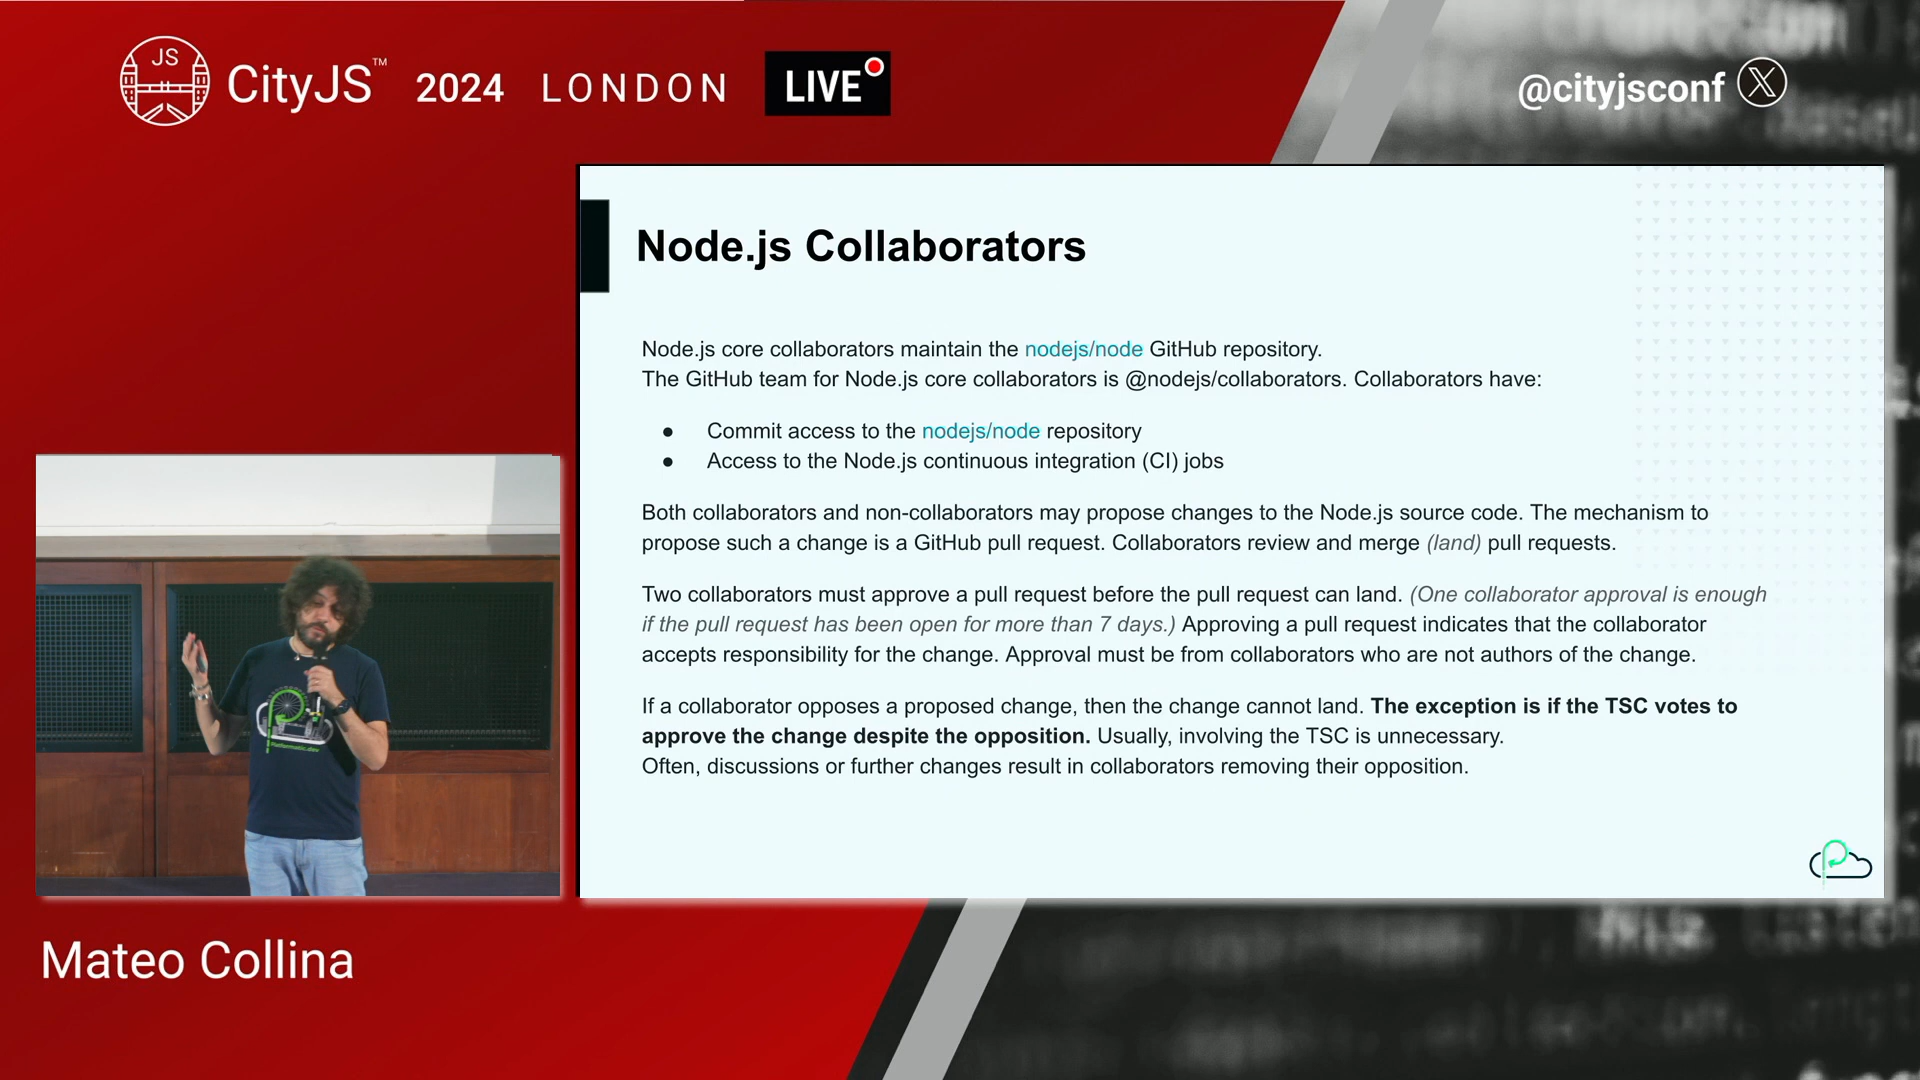 JS
CityJS™ 2024 LONDON LIVE
@cityjsconf X
Node.js Collaborators
Node.js core collaborators maintain the nodejs/node GitHub repository.
The GitHub team for Node.js core collaborators is @nodejs/collaborators. Collaborators have:
● Commit access to the nodejs/node repository
● Access to the Node.js continuous integration (CI) jobs
Both collaborators and non-collaborators may propose changes to the Node.js source code. The mechanism to
propose such a change is a GitHub pull request. Collaborators review and merge (land) pull requests.
Two collaborators must approve a pull request before the pull request can land. (One collaborator approval is enough
if the pull request has been open for more than 7 days.) Approving a pull request indicates that the collaborator
accepts responsibility for the change. Approval must be from collaborators who are not authors of the change.
If a collaborator opposes a proposed change, then the change cannot land. The exception is if the TSC votes to
approve the change despite the opposition. Usually, involving the TSC is unnecessary.
Often, discussions or further changes result in collaborators removing their opposition.
Platformatic.dev
Mateo Collina